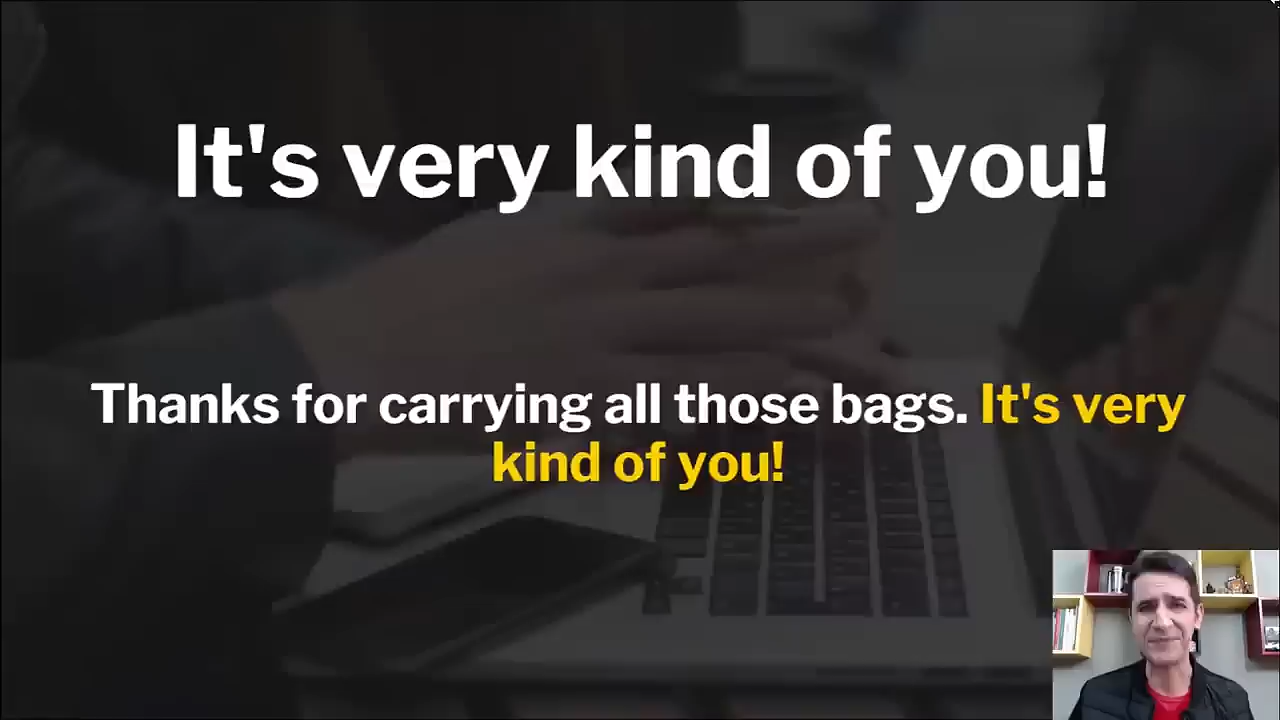 It's very kind of you!
Thanks for carrying all those bags. It's very
kind of you!